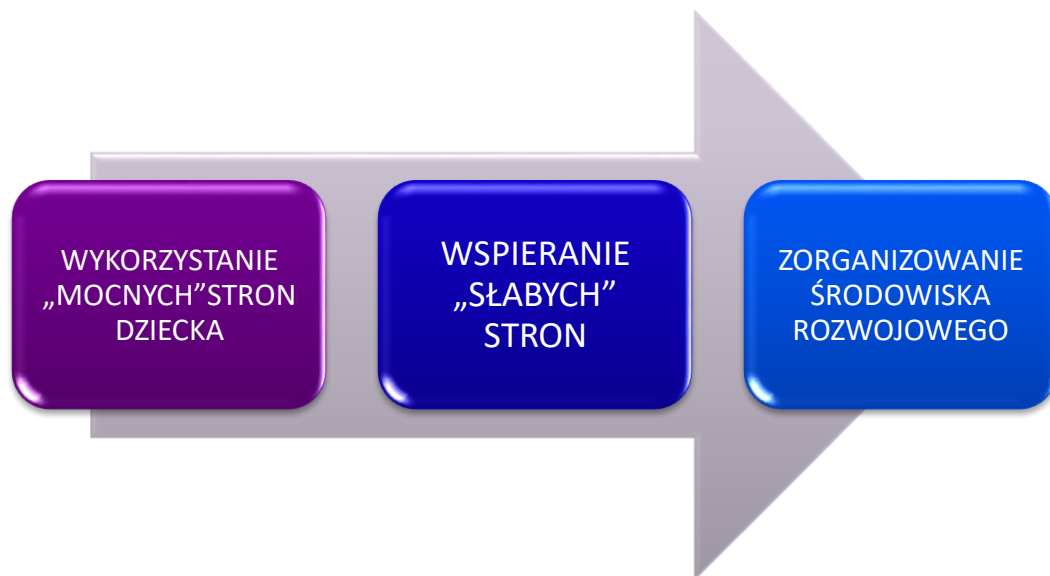 WYKORZYSTANIE
„MOCNYCH”STRON
DZIECKA
WSPIERANIE
„SŁABYCH”
STRON
ZORGANIZOWANIE
ŚRODOWISKA
ROZWOJOWEGO